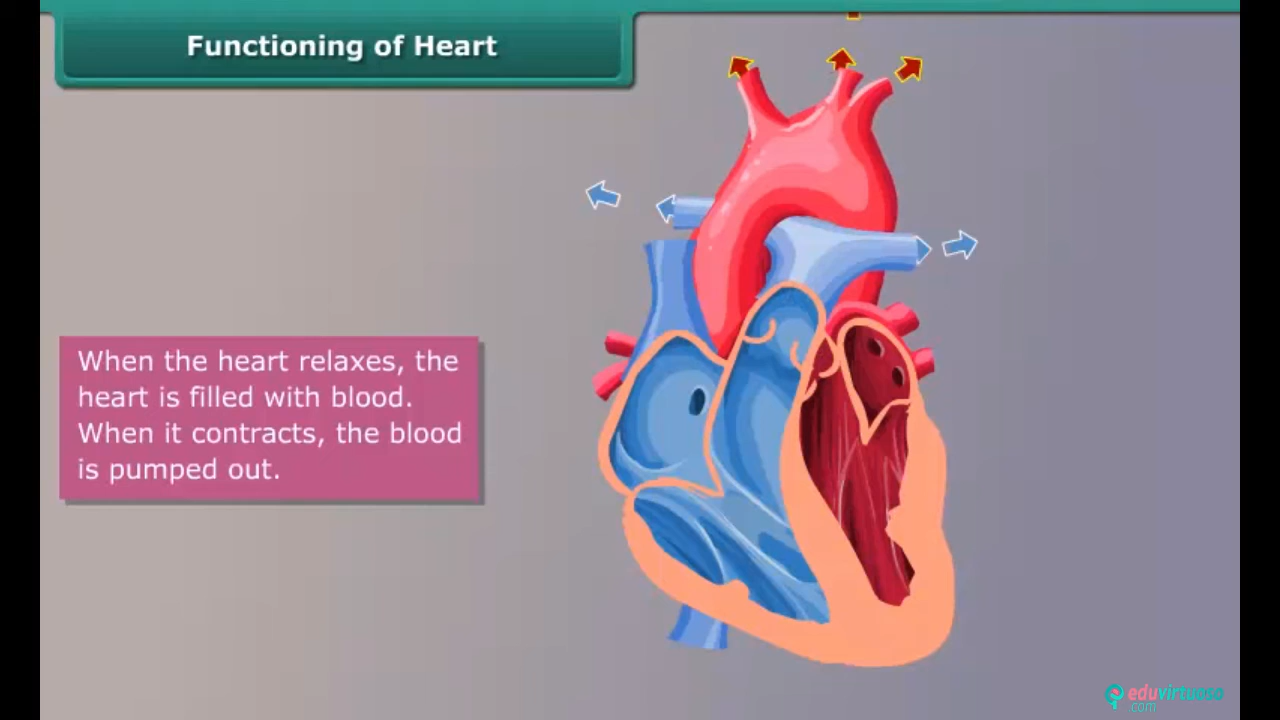 Functioning of Heart
When the heart relaxes, the
heart is filled with blood.
When it contracts, the blood
is pumped out.
eduvirtuoso
.com